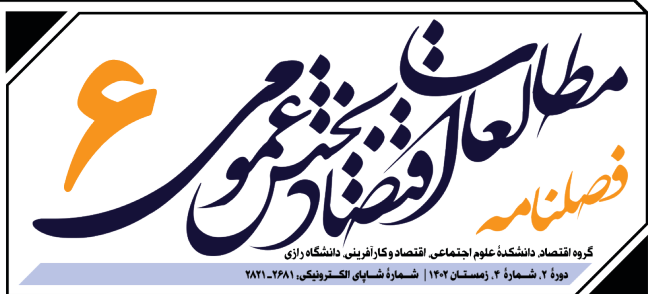 فصلنامه
مطالعات اقتصاد بخش عمومی
۶
گروه اقتصاد، دانشکدهٔ علوم اجتماعی، اقتصاد و کارآفرینی، دانشگاه رازی
دورهٔ ۲، شمارهٔ ۴، زمستان ۱۴۰۲ | شمارهٔ شاپای الکترونیکی: ۲۶۸۱-۲۸۲۱